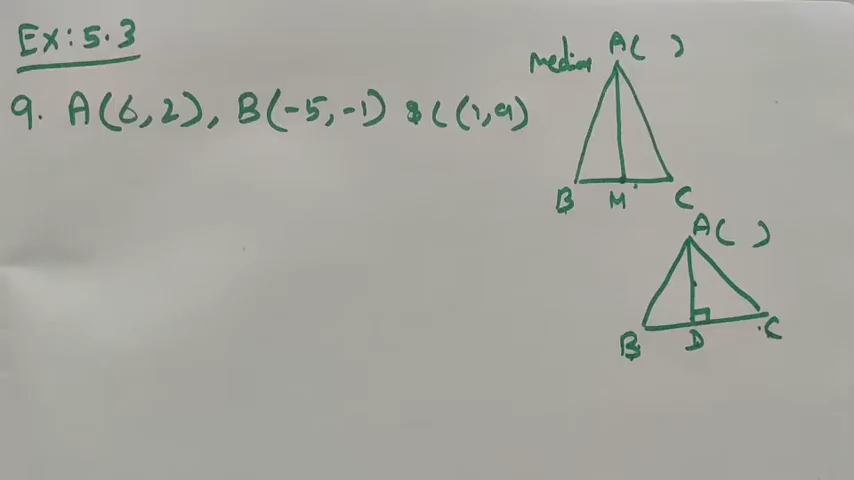 Ex: 5.3
9. A(6,2), B(-5,-1) & C(1,9)
median A( )
B M C
A( )
B D C